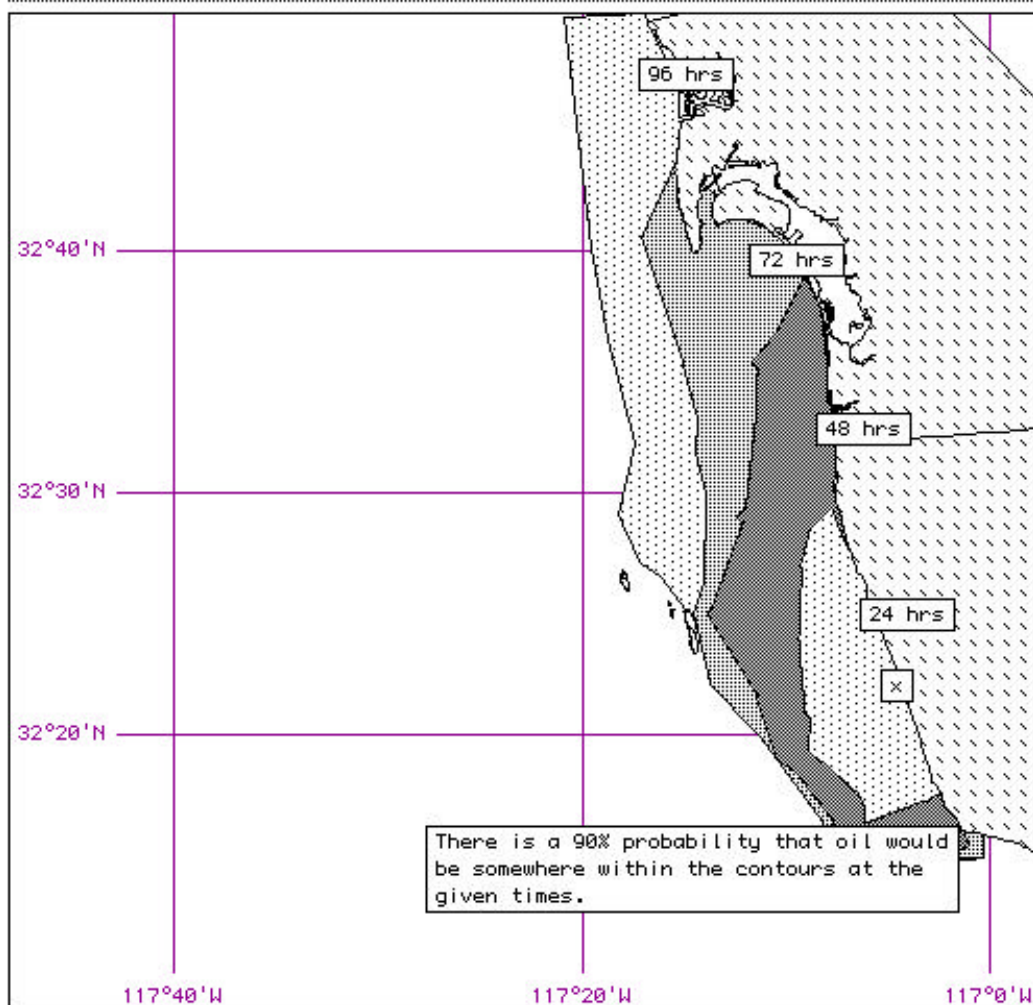 96 hrs
32°40'N
72 hrs
48 hrs
32°30'N
24 hrs
×
32°20'N
There is a 90% probability that oil would
be somewhere within the contours at the
given times.
117°40'W
117°20'W
117°0'W